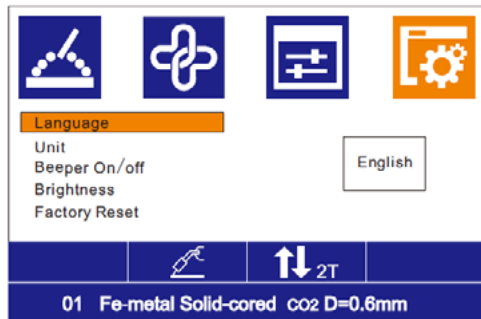 Language
Unit
Beeper On/off
English
Brightness
Factory Reset
2T
01 Fe-metal Solid-cored CO2 D=0.6mm